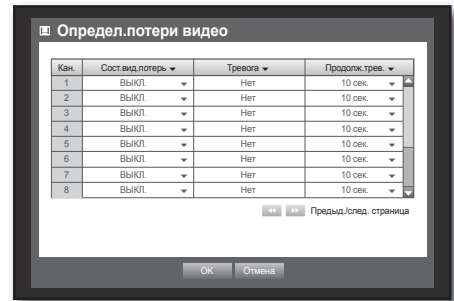 Определ.потери видео
Кан. Сост.вид.потерь Тревога Продолж.трев.
1 ВЫКЛ. Нет 10 сек.
2 ВЫКЛ. Нет 10 сек.
3 ВЫКЛ. Нет 10 сек.
4 ВЫКЛ. Нет 10 сек.
5 ВЫКЛ. Нет 10 сек.
6 ВЫКЛ. Нет 10 сек.
7 ВЫКЛ. Нет 10 сек.
8 ВЫКЛ. Нет 10 сек.
Предыд./след. страница
OK Отмена